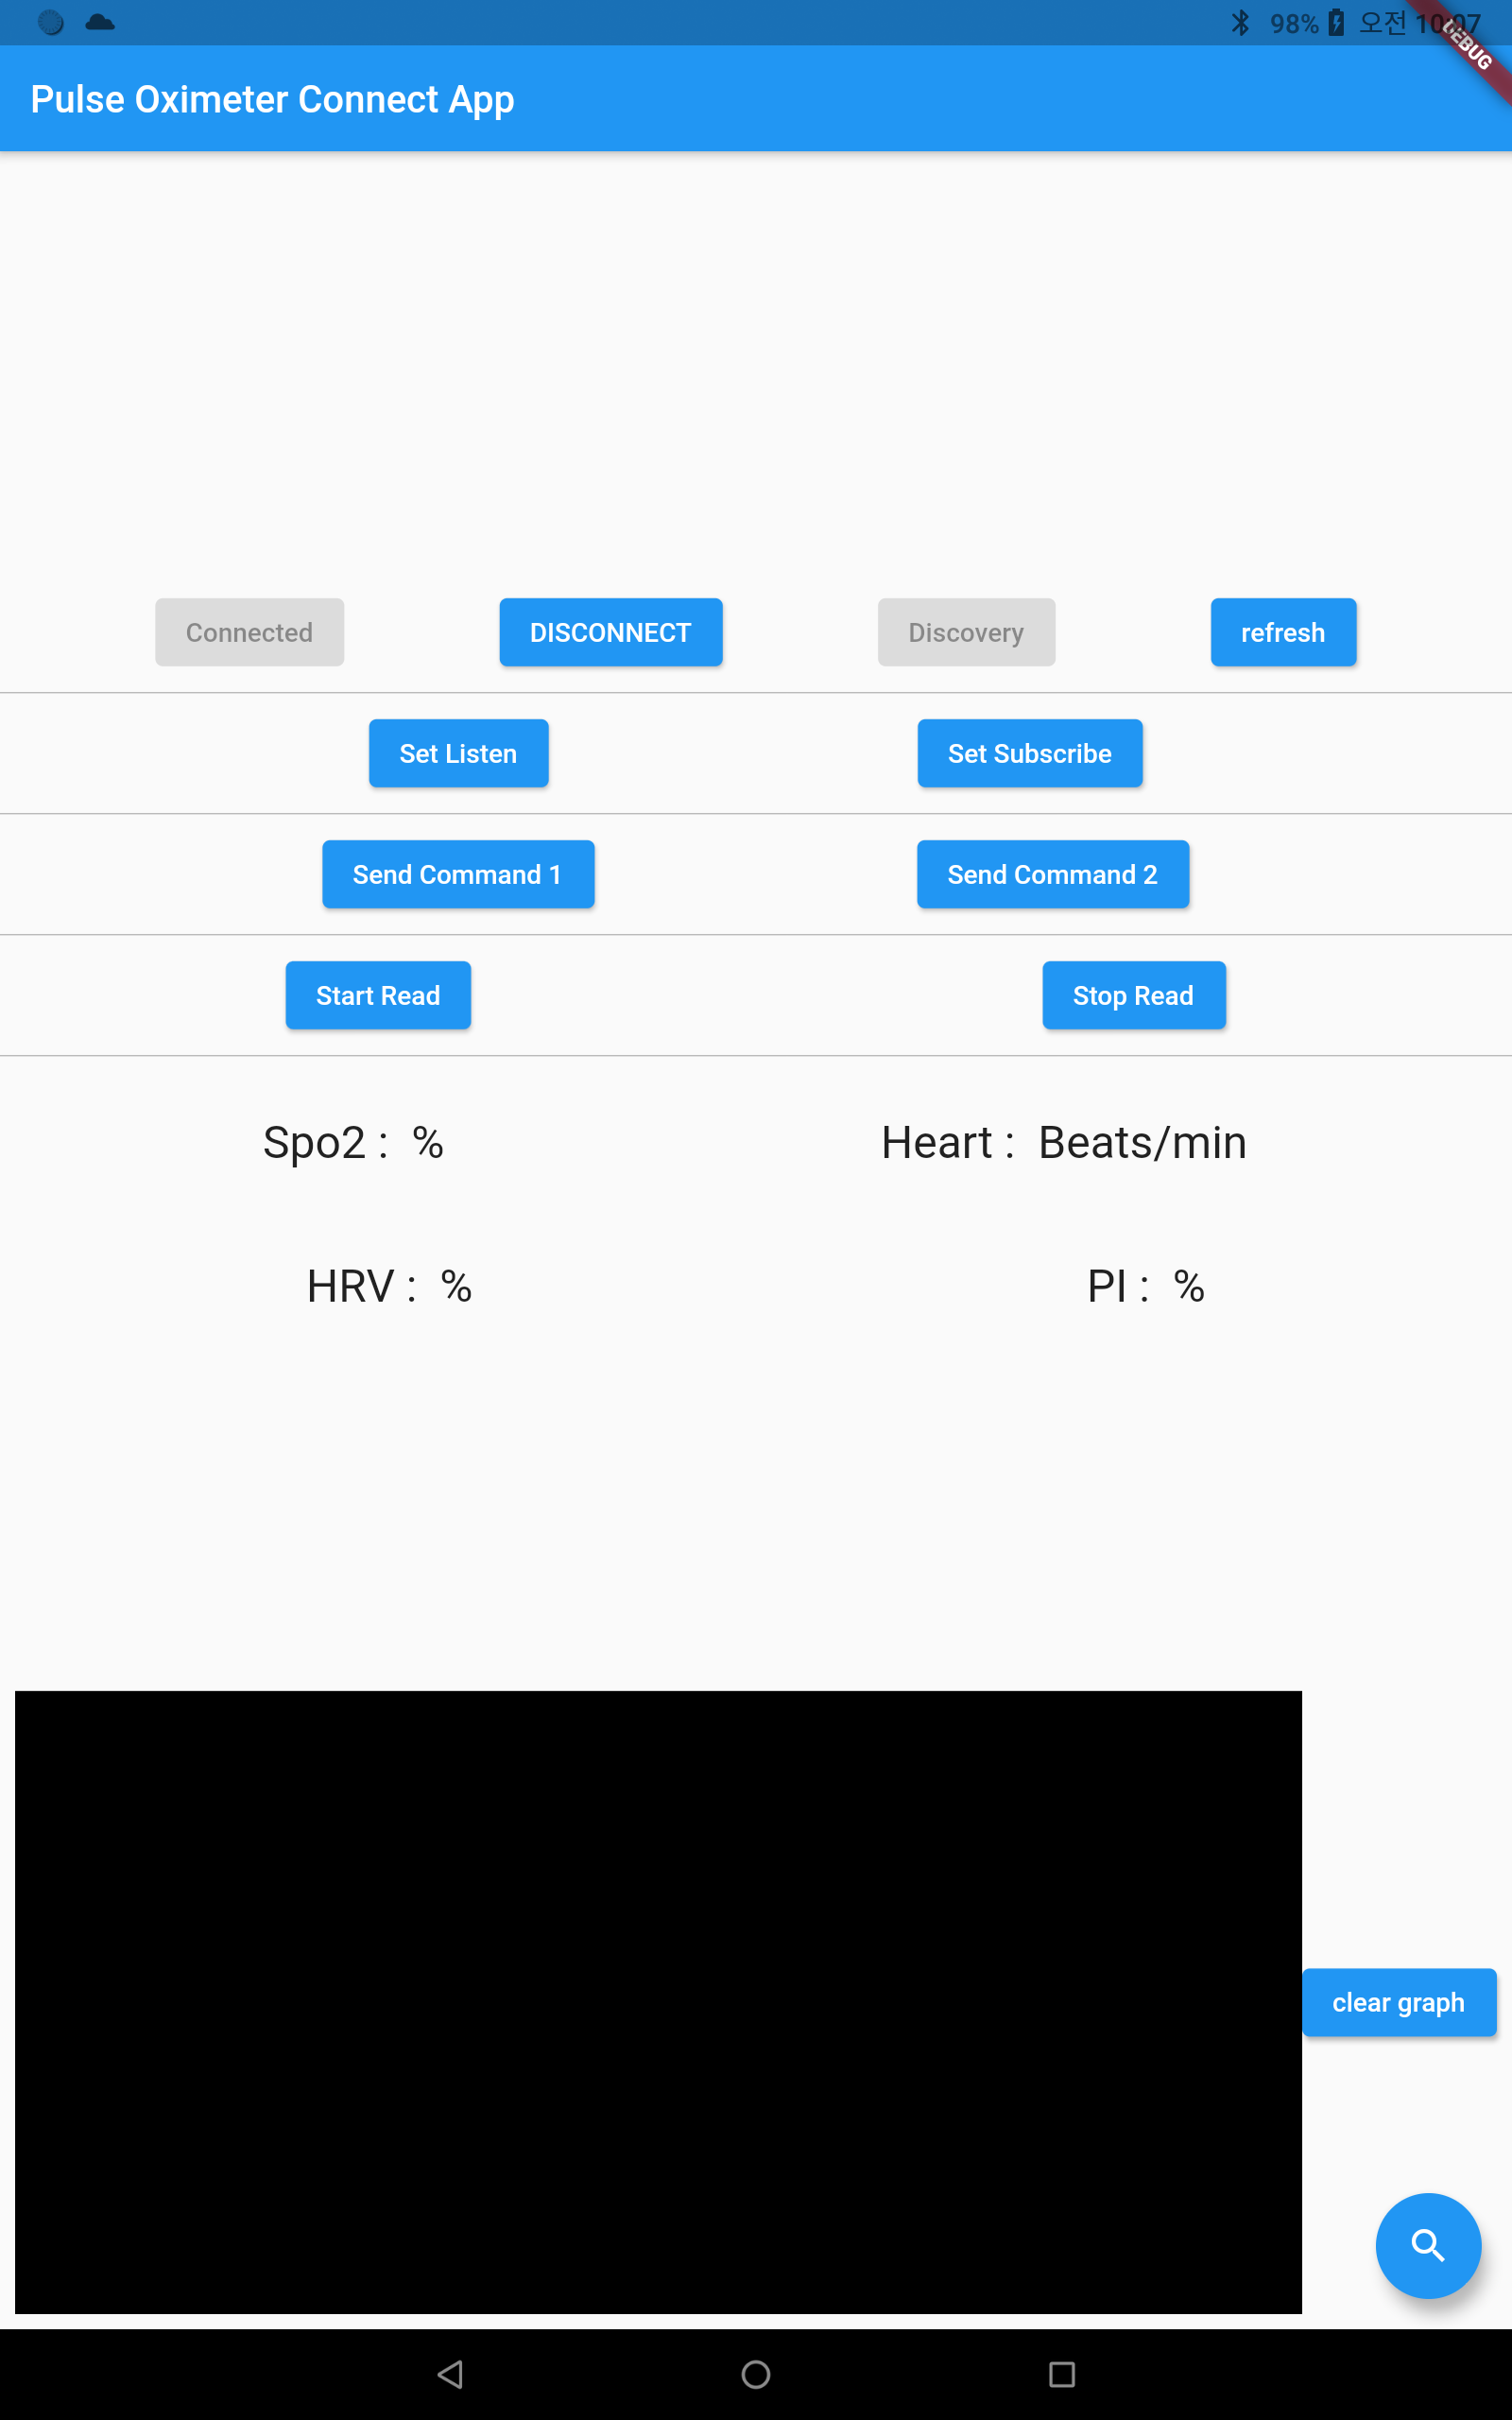 98% 오전 10:07
DEBUG
Pulse Oximeter Connect App
Connected DISCONNECT Discovery refresh
Set Listen Set Subscribe
Send Command 1 Send Command 2
Start Read Stop Read
Spo2 : % Heart : Beats/min
HRV : % PI : %
clear graph